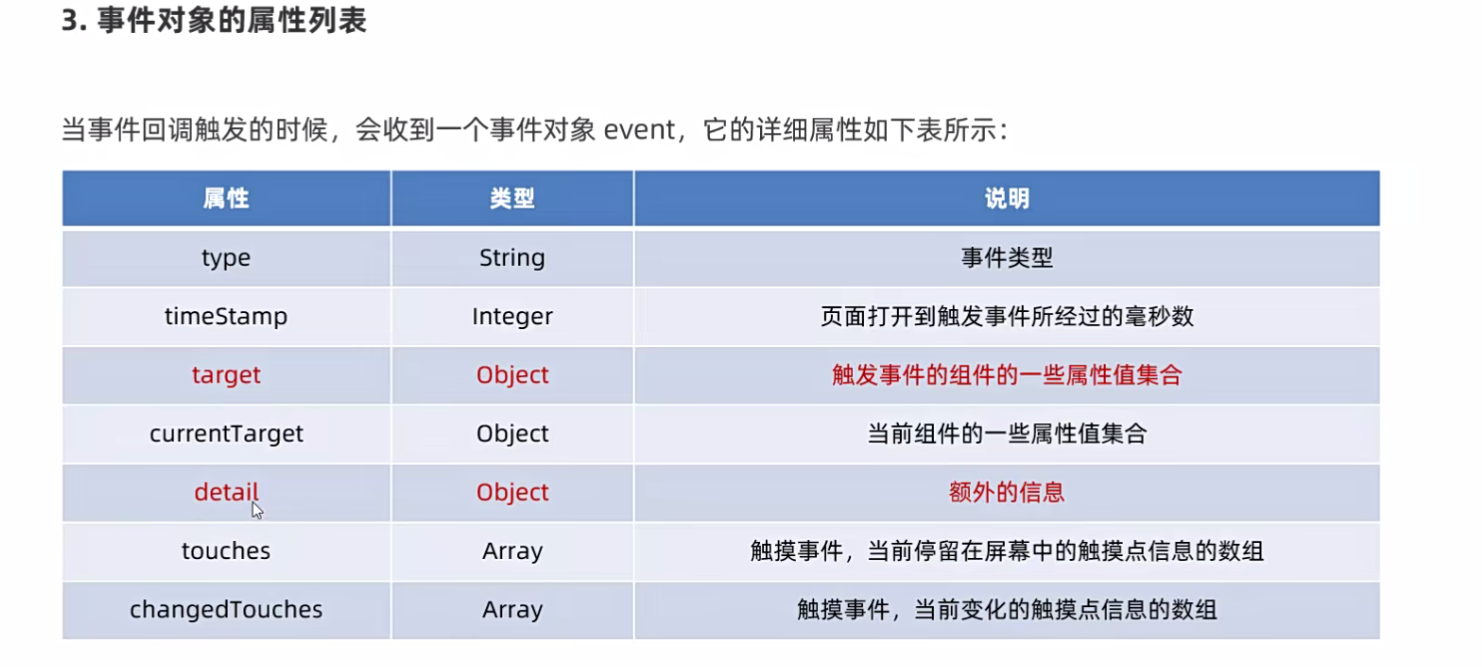 3. 事件对象的属性列表
当事件回调触发的时候，会收到一个事件对象 event，它的详细属性如下表所示：
属性 类型 说明
type String 事件类型
timeStamp Integer 页面打开到触发事件所经过的毫秒数
target Object 触发事件的组件的一些属性值集合
currentTarget Object 当前组件的一些属性值集合
detail Object 额外的信息
touches Array 触摸事件，当前停留在屏幕中的触摸点信息的数组
changedTouches Array 触摸事件，当前变化的触摸点信息的数组